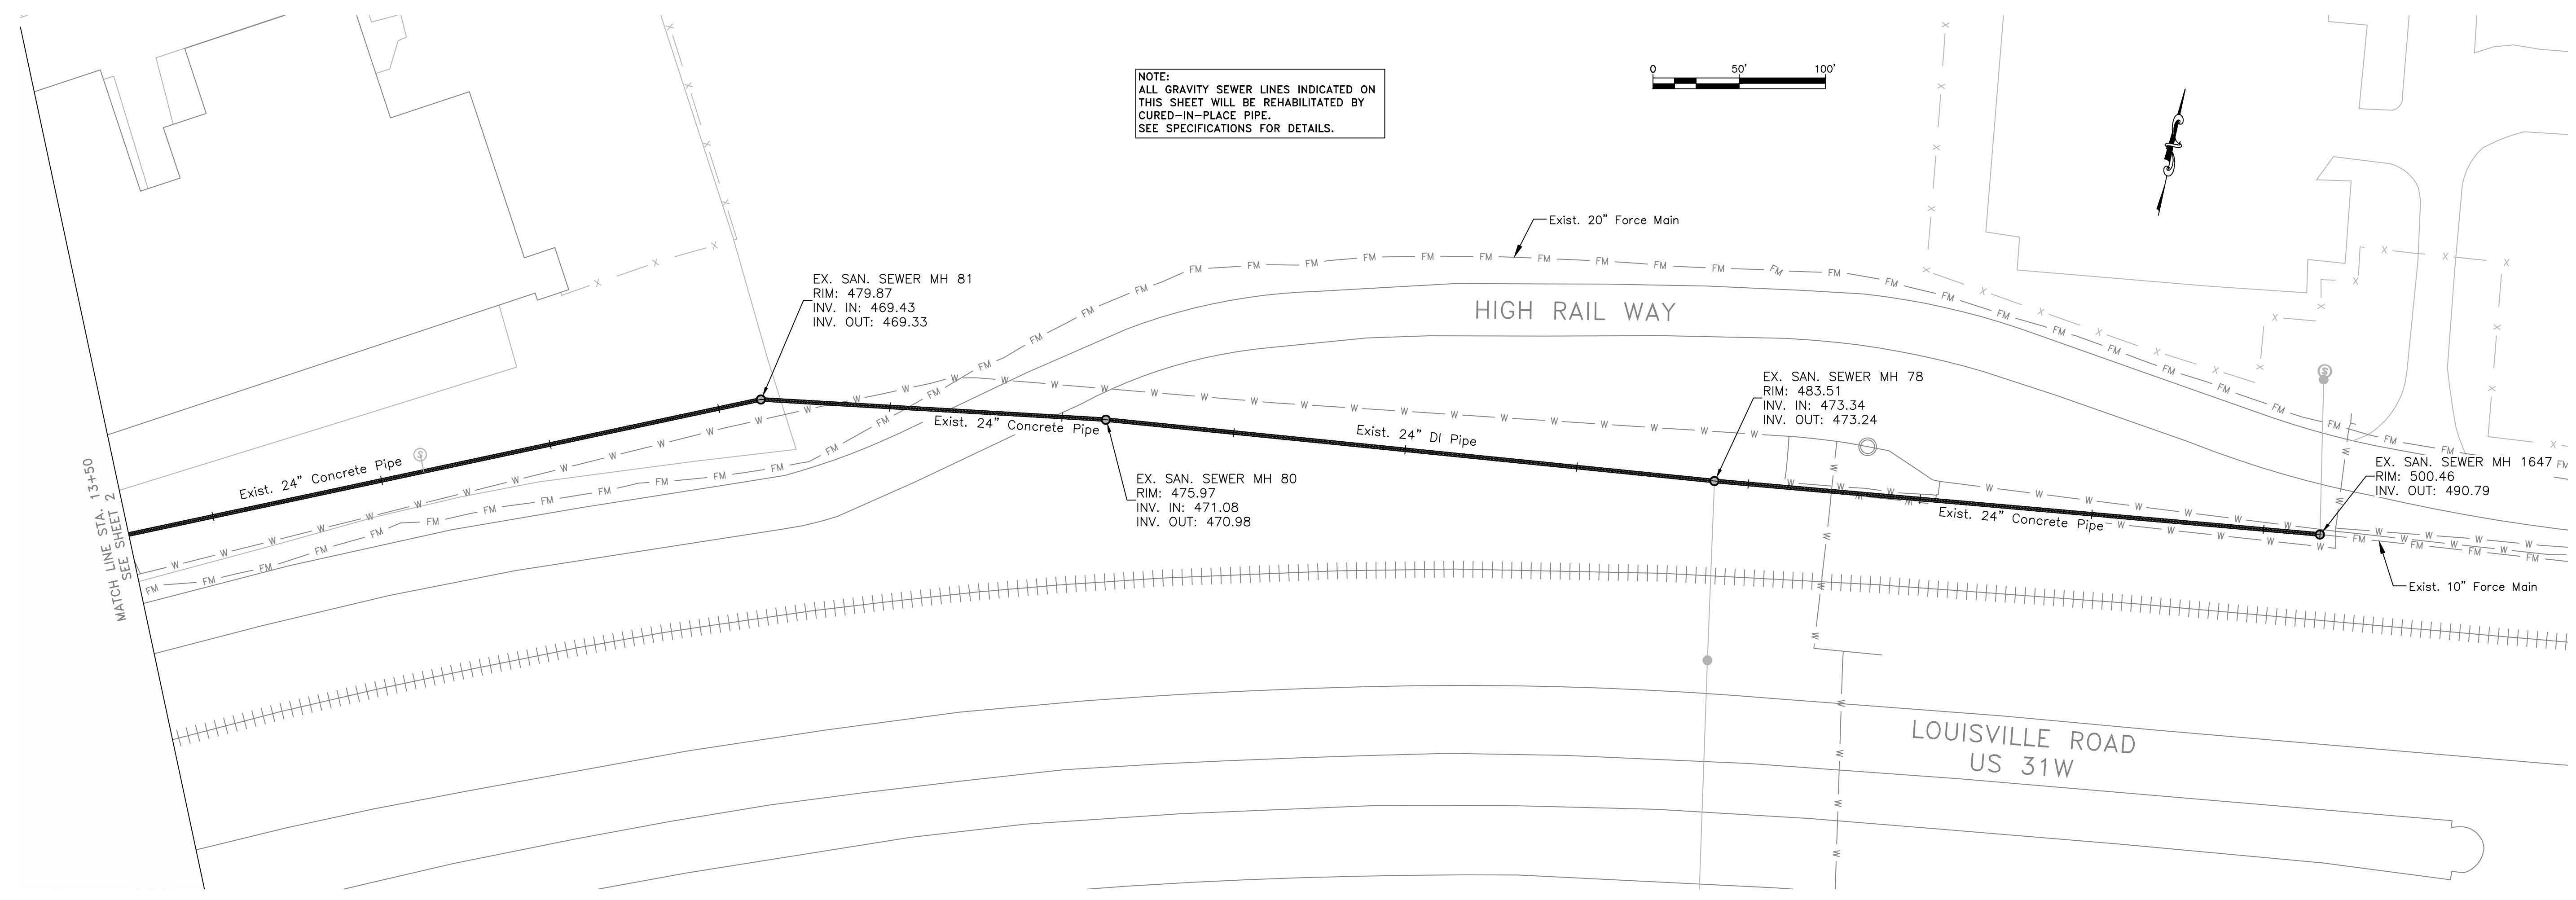 NOTE:
ALL GRAVITY SEWER LINES INDICATED ON
THIS SHEET WILL BE REHABILITATED BY
CURED-IN-PLACE PIPE.
SEE SPECIFICATIONS FOR DETAILS.
0 50' 100'
Exist. 20" Force Main
EX. SAN. SEWER MH 81
RIM: 479.87
INV. IN: 469.43
INV. OUT: 469.33
HIGH RAIL WAY
EX. SAN. SEWER MH 78
RIM: 483.51
INV. IN: 473.34
INV. OUT: 473.24
Exist. 24" Concrete Pipe
Exist. 24" DI Pipe
Exist. 24" Concrete Pipe
MATCH LINE STA. 13+50
SEE SHEET 2
EX. SAN. SEWER MH 80
RIM: 475.97
INV. IN: 471.08
INV. OUT: 470.98
EX. SAN. SEWER MH 1647
RIM: 500.46
INV. OUT: 490.79
Exist. 24" Concrete Pipe
Exist. 10" Force Main
LOUISVILLE ROAD
US 31W